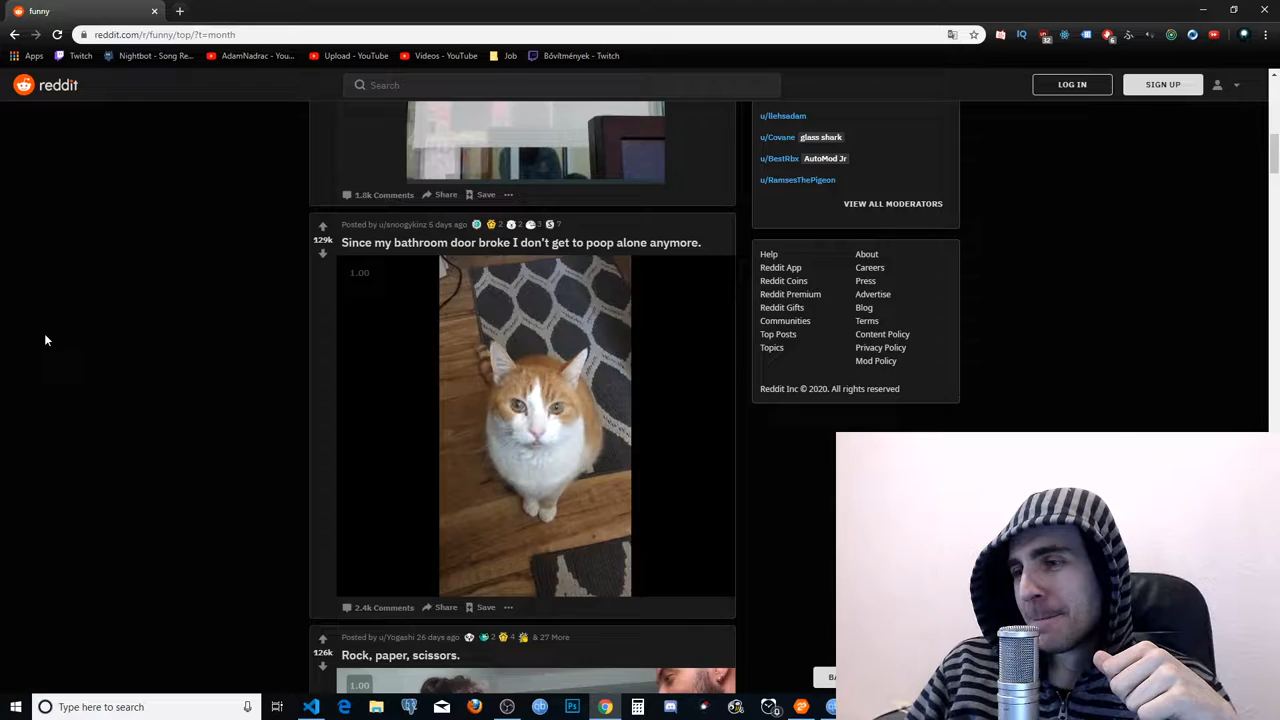 funny
reddit.com/r/funny/top/?t=month
Apps Twitch Nightbot - Song Re... AdamNadrac - You... Upload - YouTube Videos - YouTube Job Bővítmények - Twitch
reddit Search LOG IN SIGN UP
1.8k Comments Share Save
u/llehsadam
u/Covane glass shark
u/BestRbx AutoMod Jr
u/RamsesThePigeon
VIEW ALL MODERATORS
Posted by u/snoogykinz 5 days ago 2 2 3 7
129k
Since my bathroom door broke I don't get to poop alone anymore.
1.00
Help About
Reddit App Careers
Reddit Coins Press
Reddit Premium Advertise
Reddit Gifts Blog
Communities Terms
Top Posts Content Policy
Topics Privacy Policy
Mod Policy
Reddit Inc © 2020. All rights reserved
2.4k Comments Share Save
Posted by u/Yogashi 26 days ago 2 4 & 27 More
126k
Rock, paper, scissors.
1.00
Type here to search